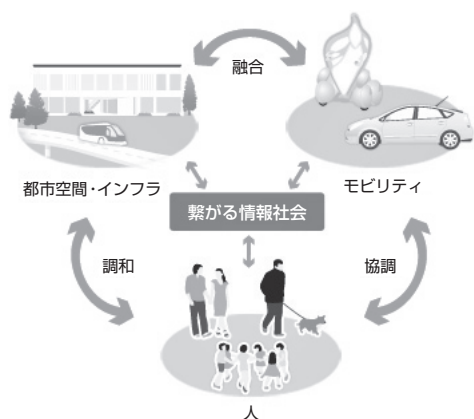 融合
都市空間・インフラ
モビリティ
繋がる情報社会
調和
協調
人